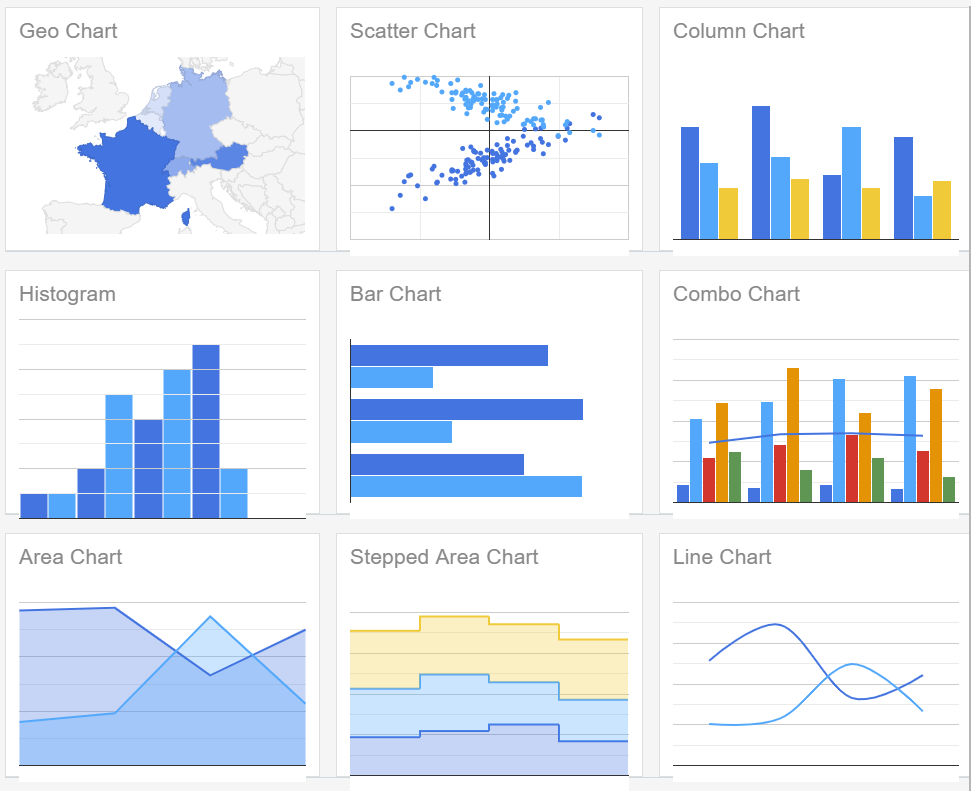 Geo Chart
Scatter Chart
Column Chart
Histogram
Bar Chart
Combo Chart
Area Chart
Stepped Area Chart
Line Chart